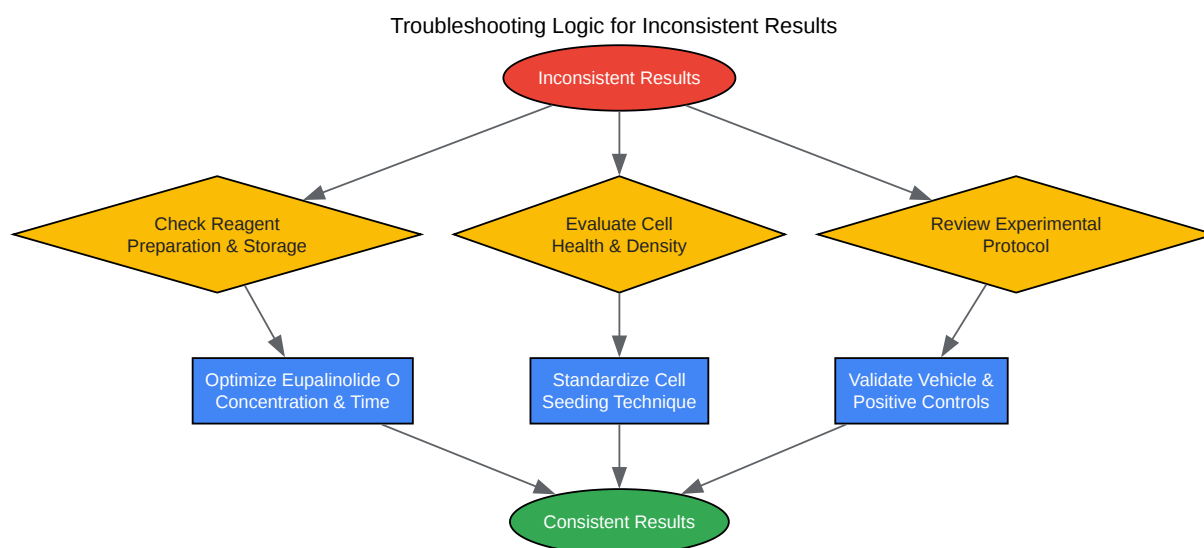 Troubleshooting Logic for Inconsistent Results
Inconsistent Results
Check Reagent
Preparation & Storage
Evaluate Cell
Health & Density
Review Experimental
Protocol
Optimize Eupalinolide O
Concentration & Time
Standardize Cell
Seeding Technique
Validate Vehicle &
Positive Controls
Consistent Results